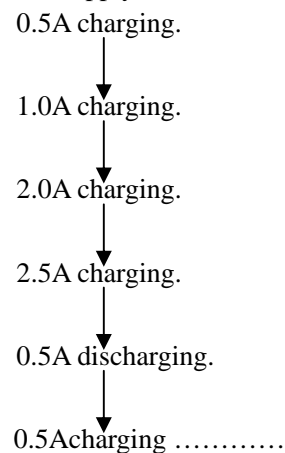 0.5A charging.
1.0A charging.
2.0A charging.
2.5A charging.
0.5A discharging.
0.5Acharging …………